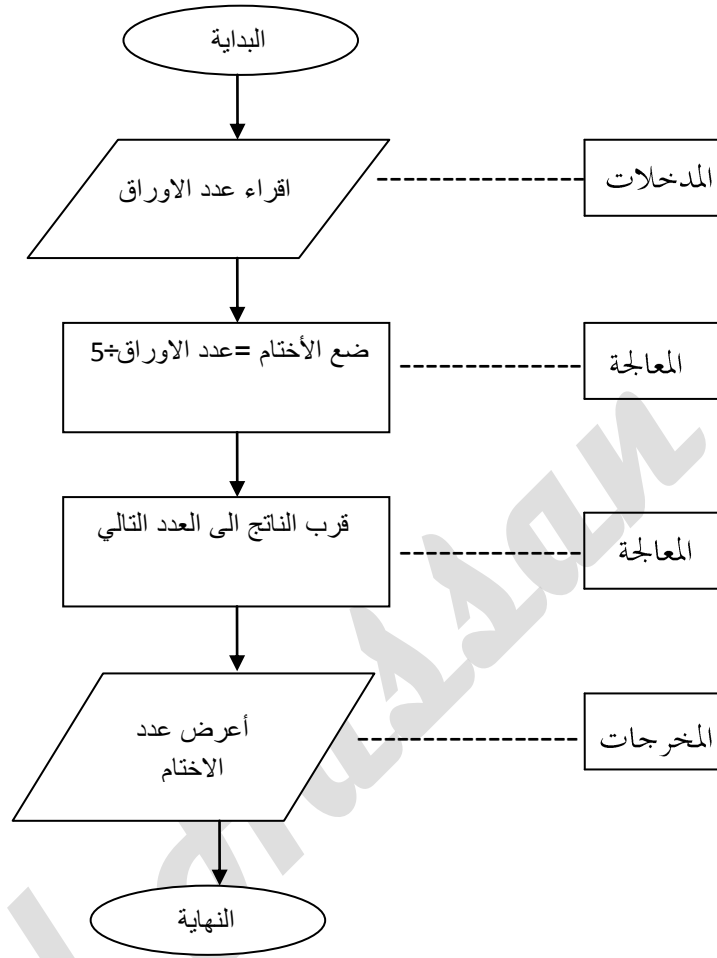 البداية
اقراء عدد الاوراق
المدخلات
ضع الأختام =عدد الاوراق÷5
المعالجة
قرب الناتج الى العدد التالي
المعالجة
أعرض عدد
الاختام
المخرجات
النهاية